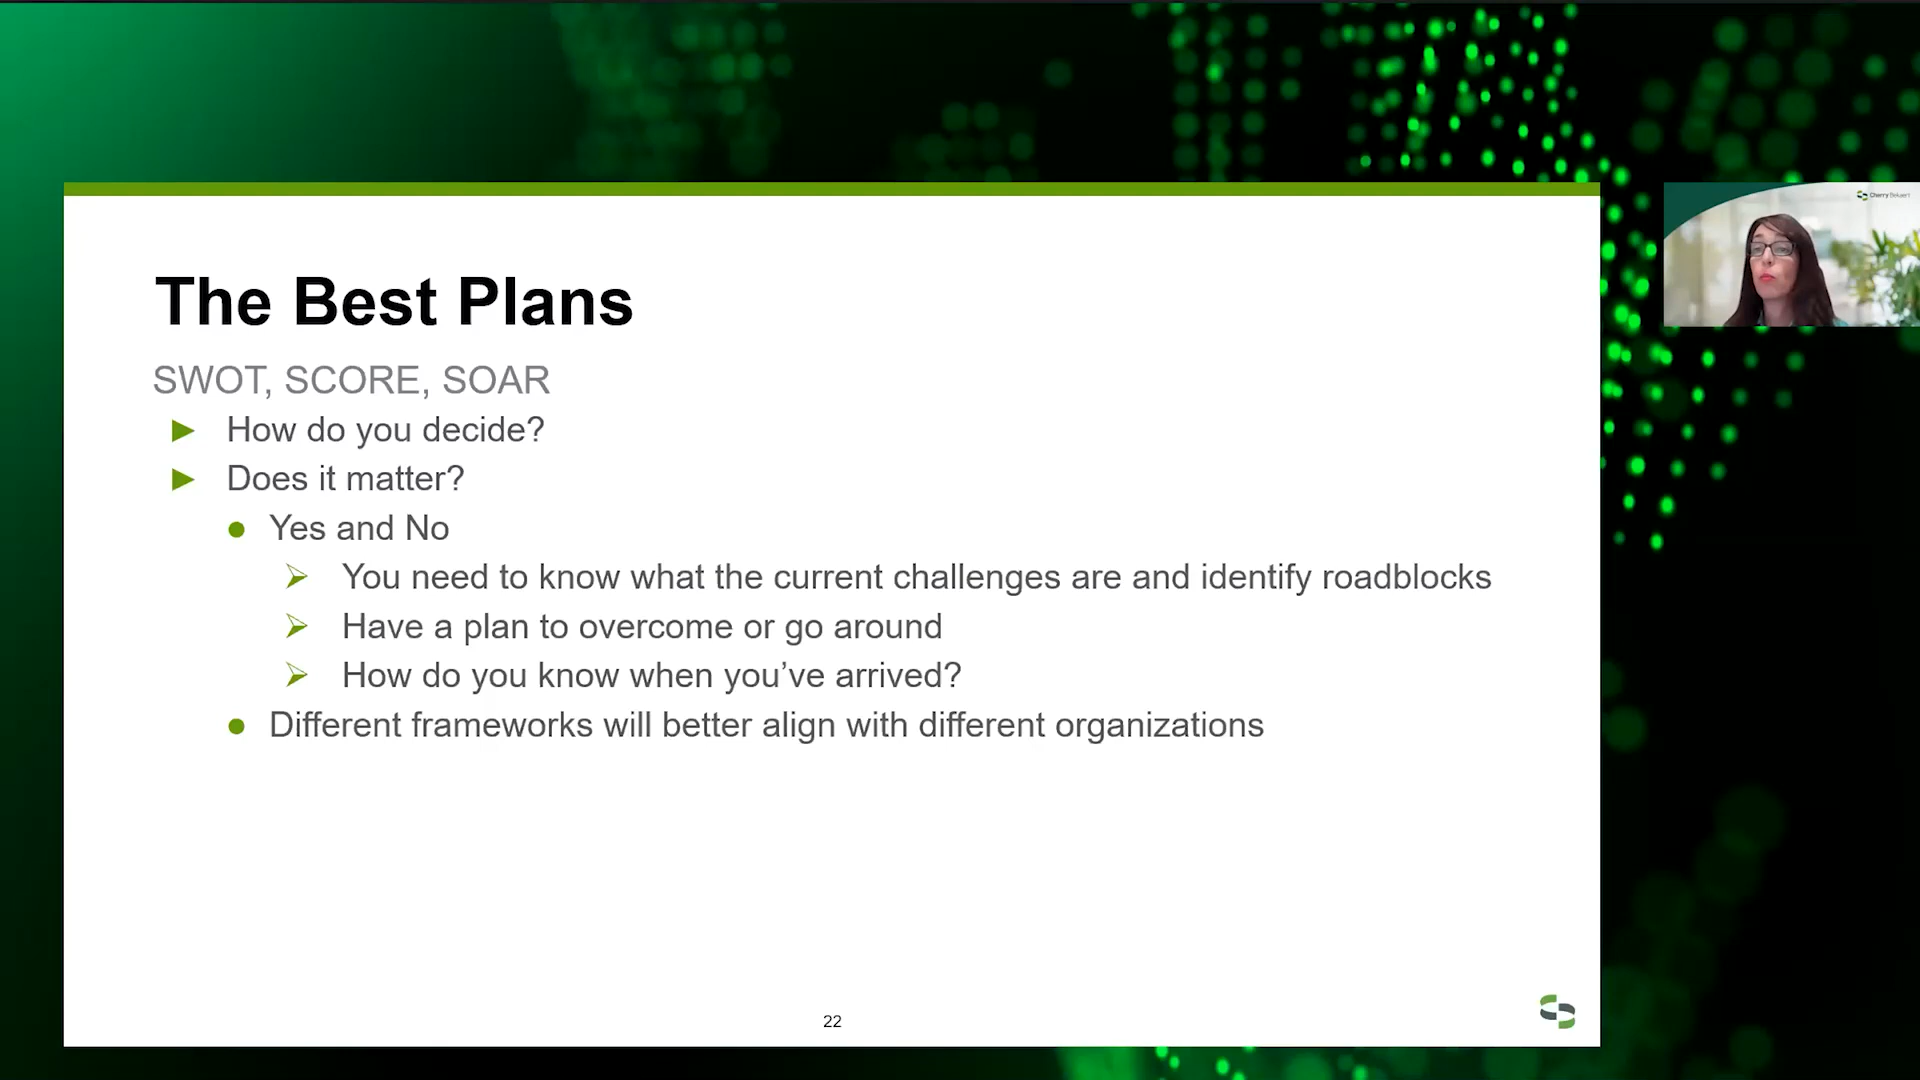 The Best Plans
SWOT, SCORE, SOAR
How do you decide?
Does it matter?
Yes and No
You need to know what the current challenges are and identify roadblocks
Have a plan to overcome or go around
How do you know when you’ve arrived?
Different frameworks will better align with different organizations
22
Cherry Bekaert